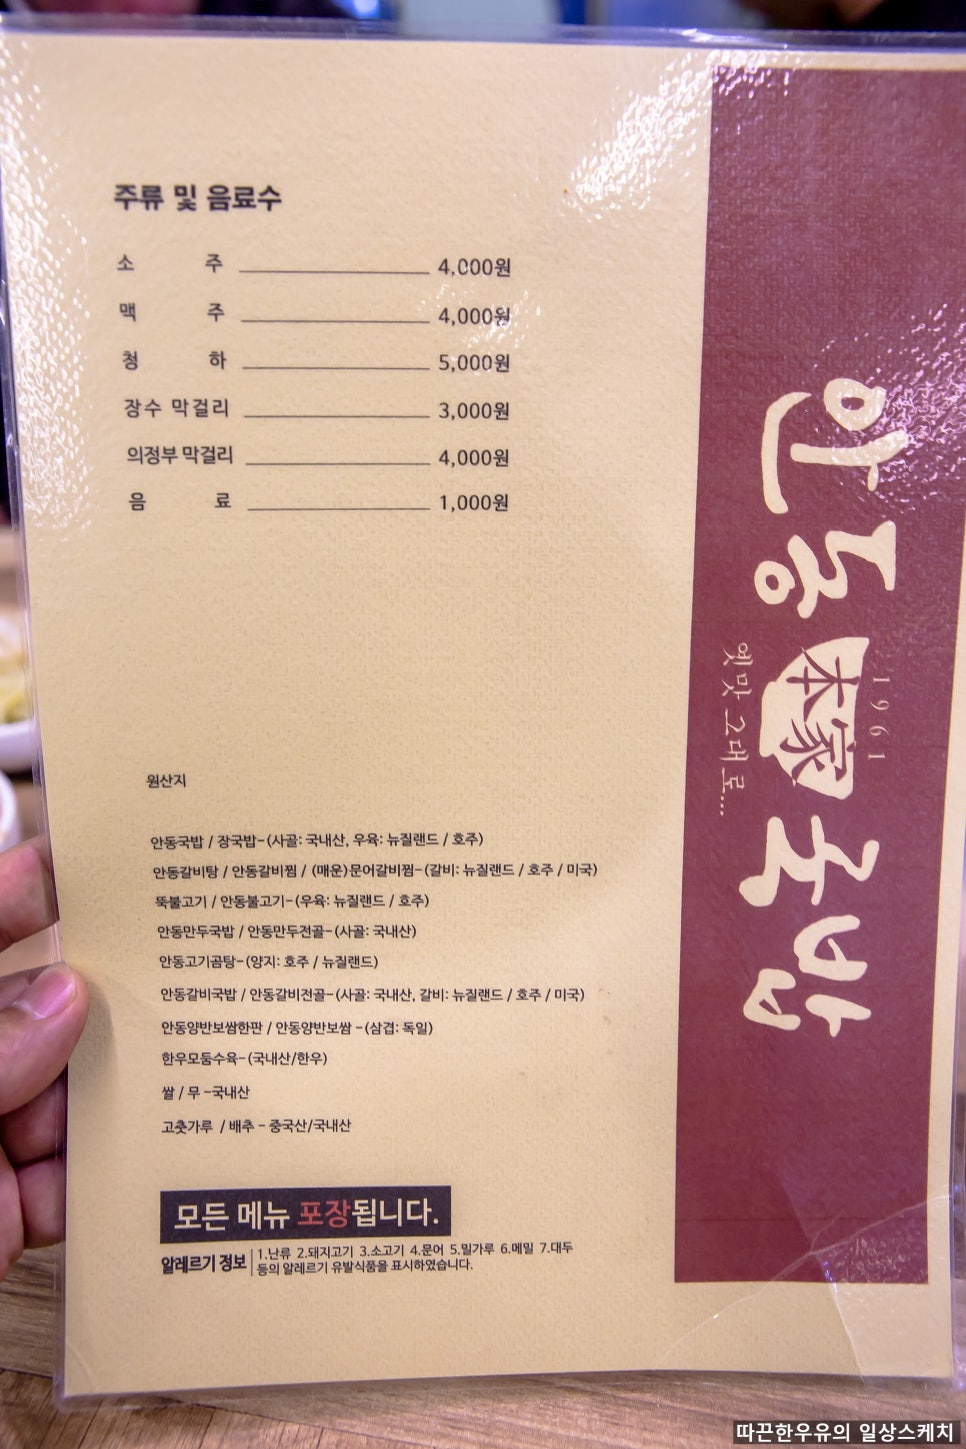 주류 및 음료수
소 주 4,000원
맥 주 4,000원
청 하 5,000원
장수 막걸리 3,000원
의정부 막걸리 4,000원
음 료 1,000원
원산지
안동국밥 / 장국밥-(사골: 국내산, 우육: 뉴질랜드 / 호주)
안동갈비탕 / 안동갈비찜 / (매운)문어갈비찜-(갈비: 뉴질랜드 / 호주 / 미국)
뚝불고기 / 안동불고기-(우육: 뉴질랜드 / 호주)
안동만두국밥 / 안동만두전골-(사골: 국내산)
안동고기곰탕-(양지: 호주 / 뉴질랜드)
안동갈비국밥 / 안동갈비전골-(사골: 국내산, 갈비: 뉴질랜드 / 호주 / 미국)
안동양반보쌈한판 / 안동양반보쌈 -(삼겹: 독일)
한우모둠수육-(국내산/한우)
쌀 / 무 -국내산
고춧가루 / 배추 - 중국산/국내산
모든 메뉴 포장됩니다.
알레르기 정보
1.난류 2.돼지고기 3.소고기 4.문어 5.밀가루 6.메밀 7.대두
등의 알레르기 유발식품을 표시하였습니다.
안동 本家 국밥
1961
옛맛 그대로...
따끈한우유의 일상스케치